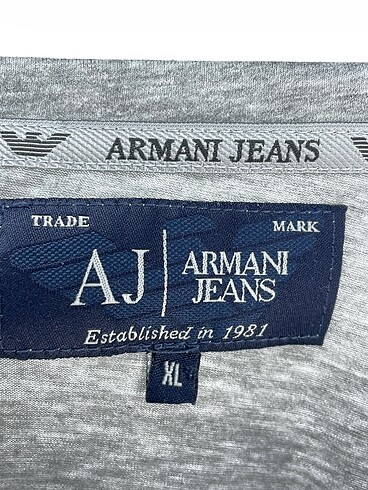 ARMANI JEANS
TRADE MARK
AJ ARMANI
JEANS
Established in 1981
XL